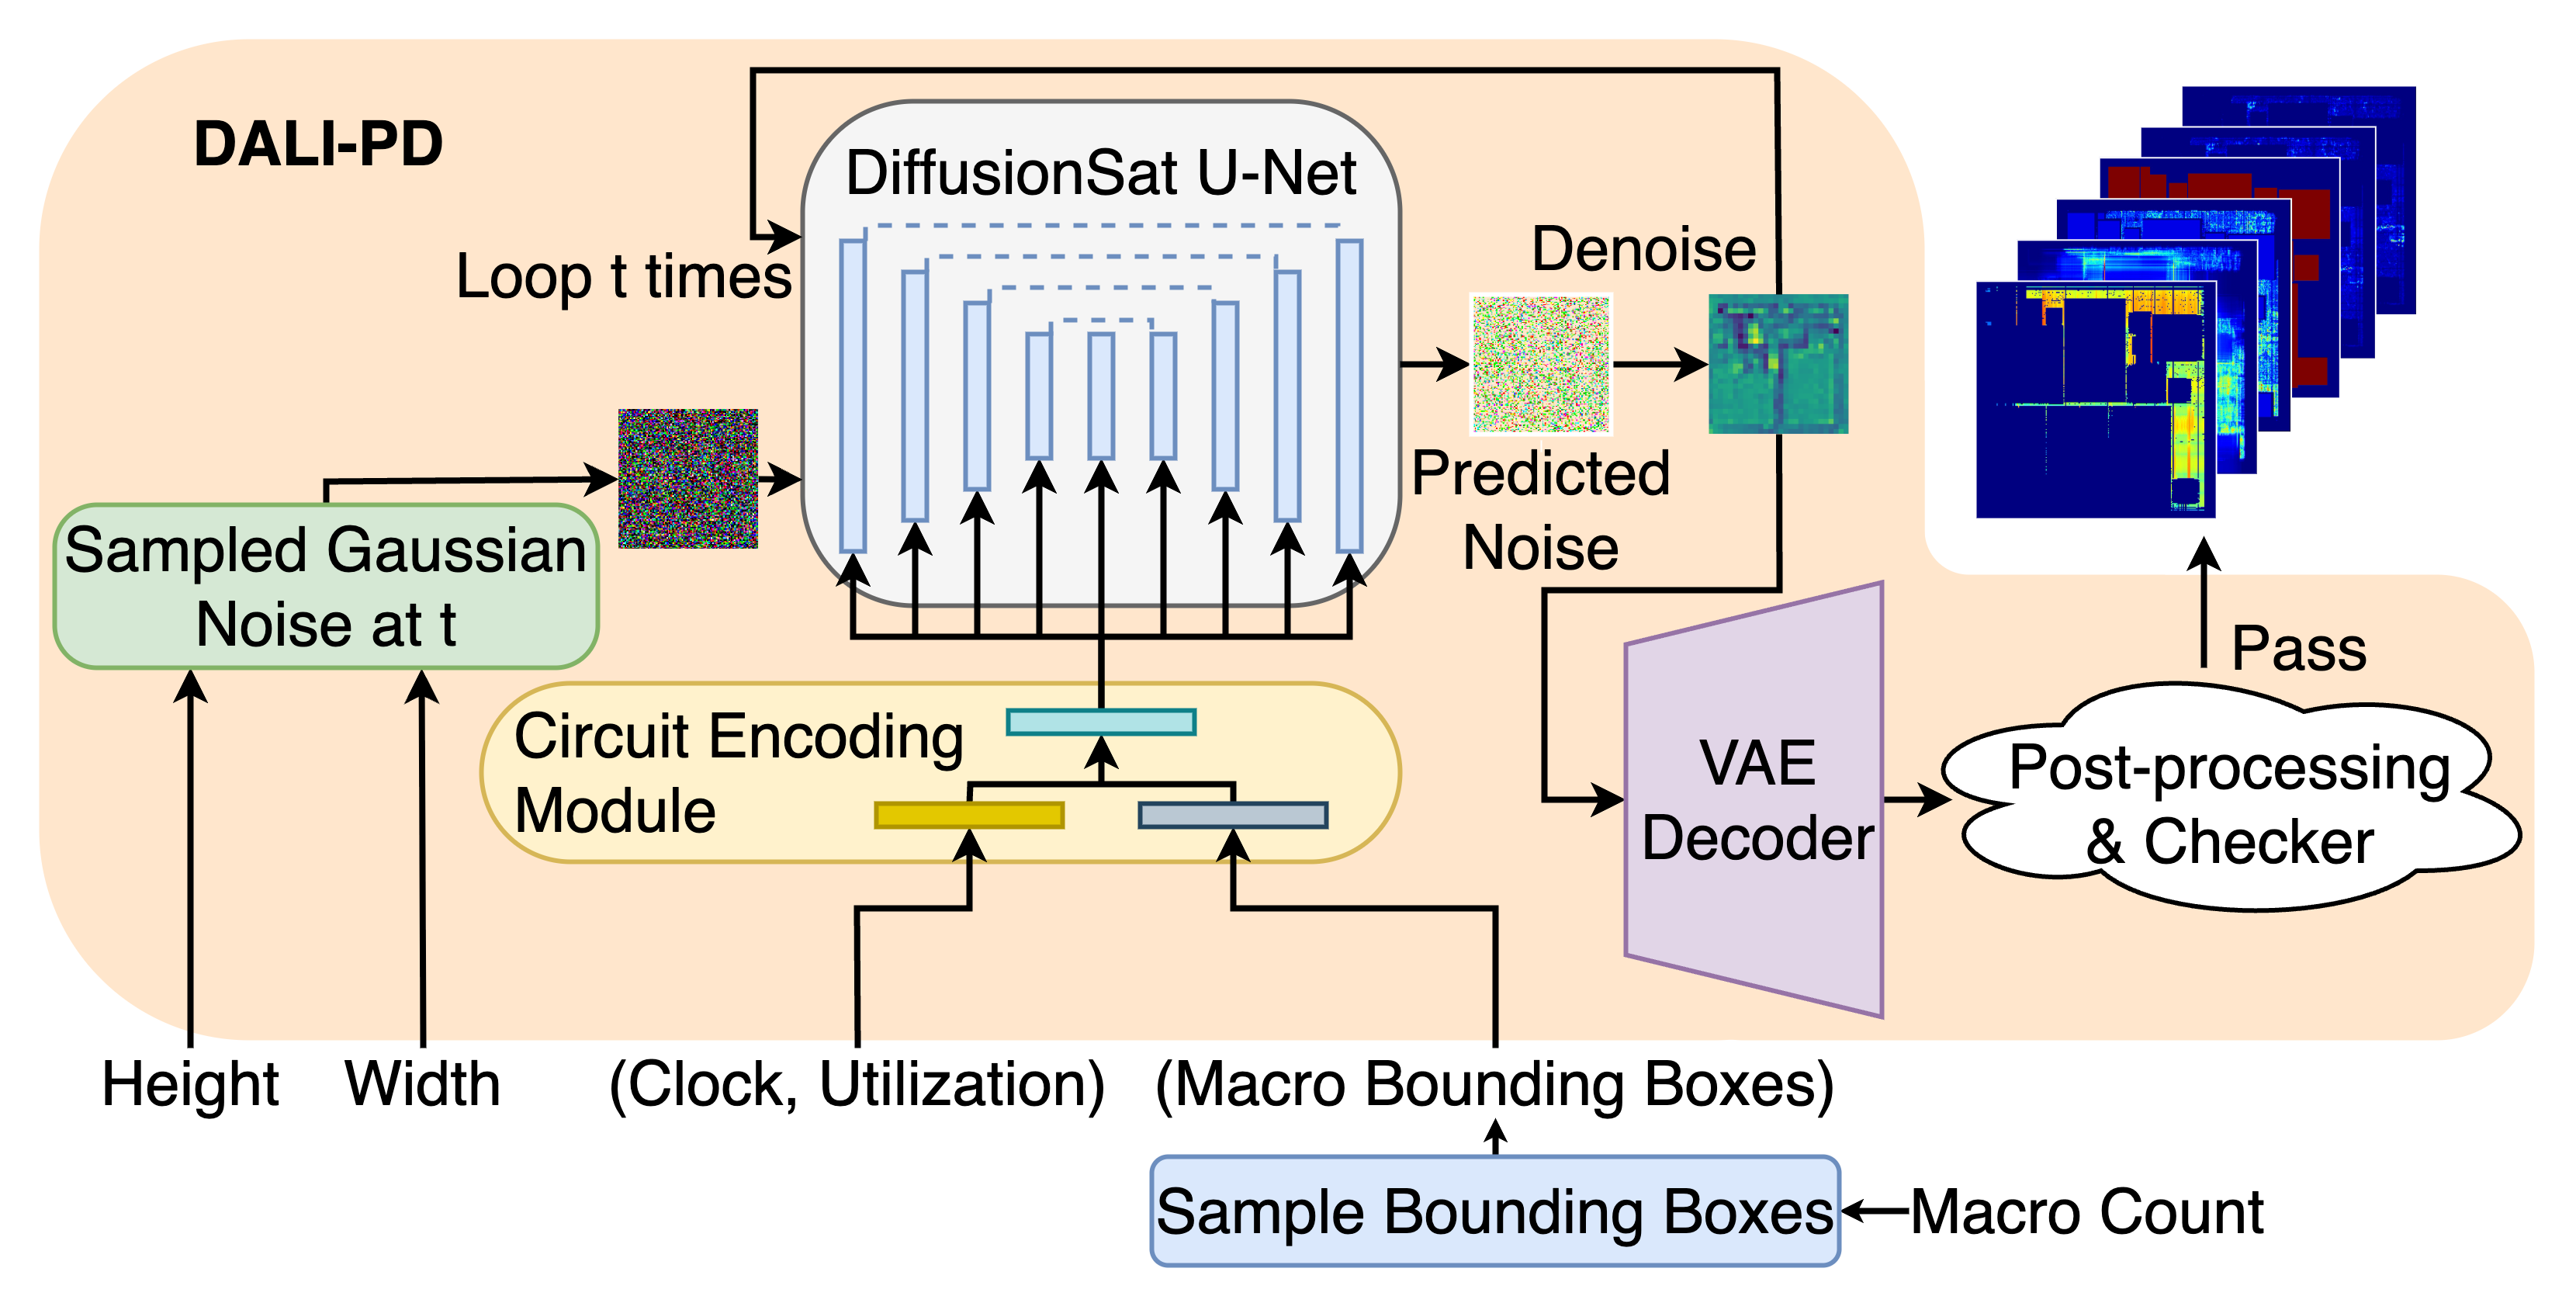 DALI-PD
DiffusionSat U-Net
Loop t times
Denoise
Predicted
Noise
Sampled Gaussian
Noise at t
Circuit Encoding
Module
VAE
Decoder
Pass
Post-processing
& Checker
Height
Width
(Clock, Utilization)
(Macro Bounding Boxes)
Sample Bounding Boxes
Macro Count